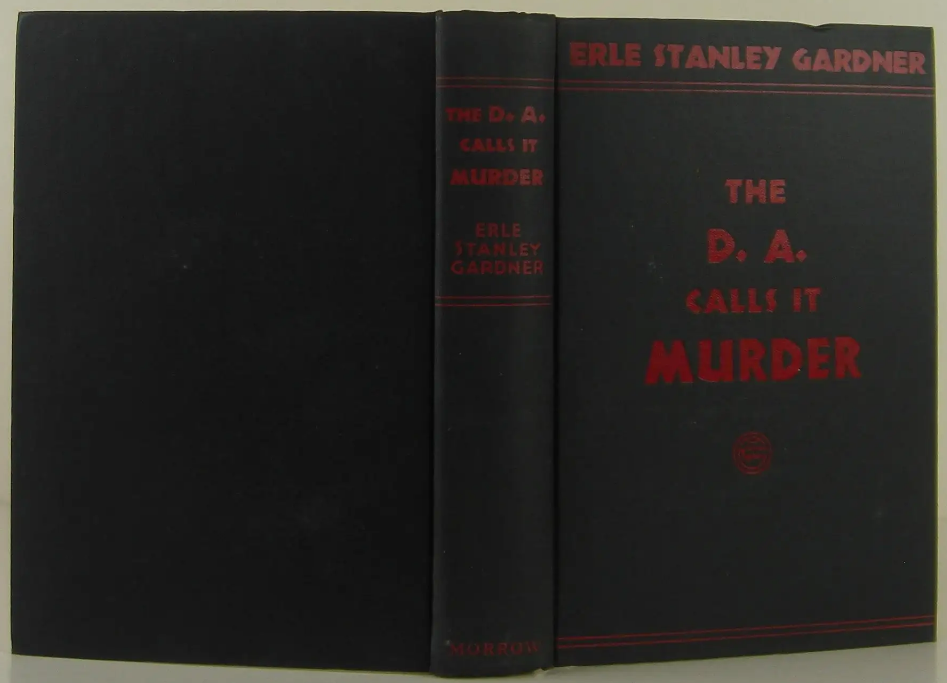 THE D. A.
CALLS IT
MURDER
ERLE
STANLEY
GARDNER
MORROW
ERLE STANLEY GARDNER
THE
D. A.
CALLS IT
MURDER